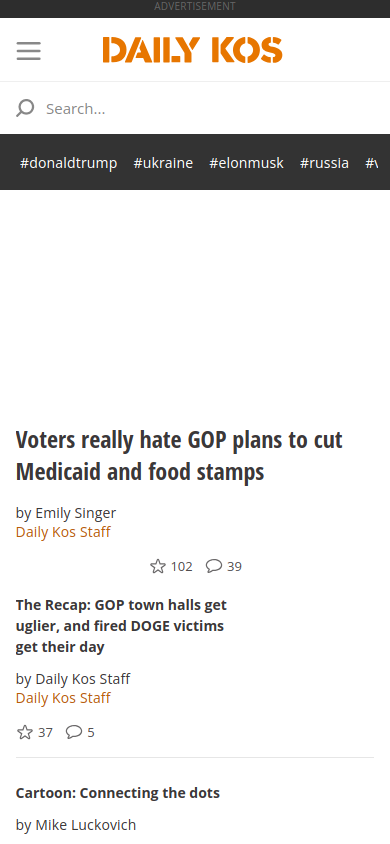 ADVERTISEMENT
DAILY KOS
Search...
#donaldtrump #ukraine #elonmusk #russia
Voters really hate GOP plans to cut
Medicaid and food stamps
by Emily Singer
Daily Kos Staff
102 39
The Recap: GOP town halls get
uglier, and fired DOGE victims
get their day
by Daily Kos Staff
Daily Kos Staff
37 5
Cartoon: Connecting the dots
by Mike Luckovich